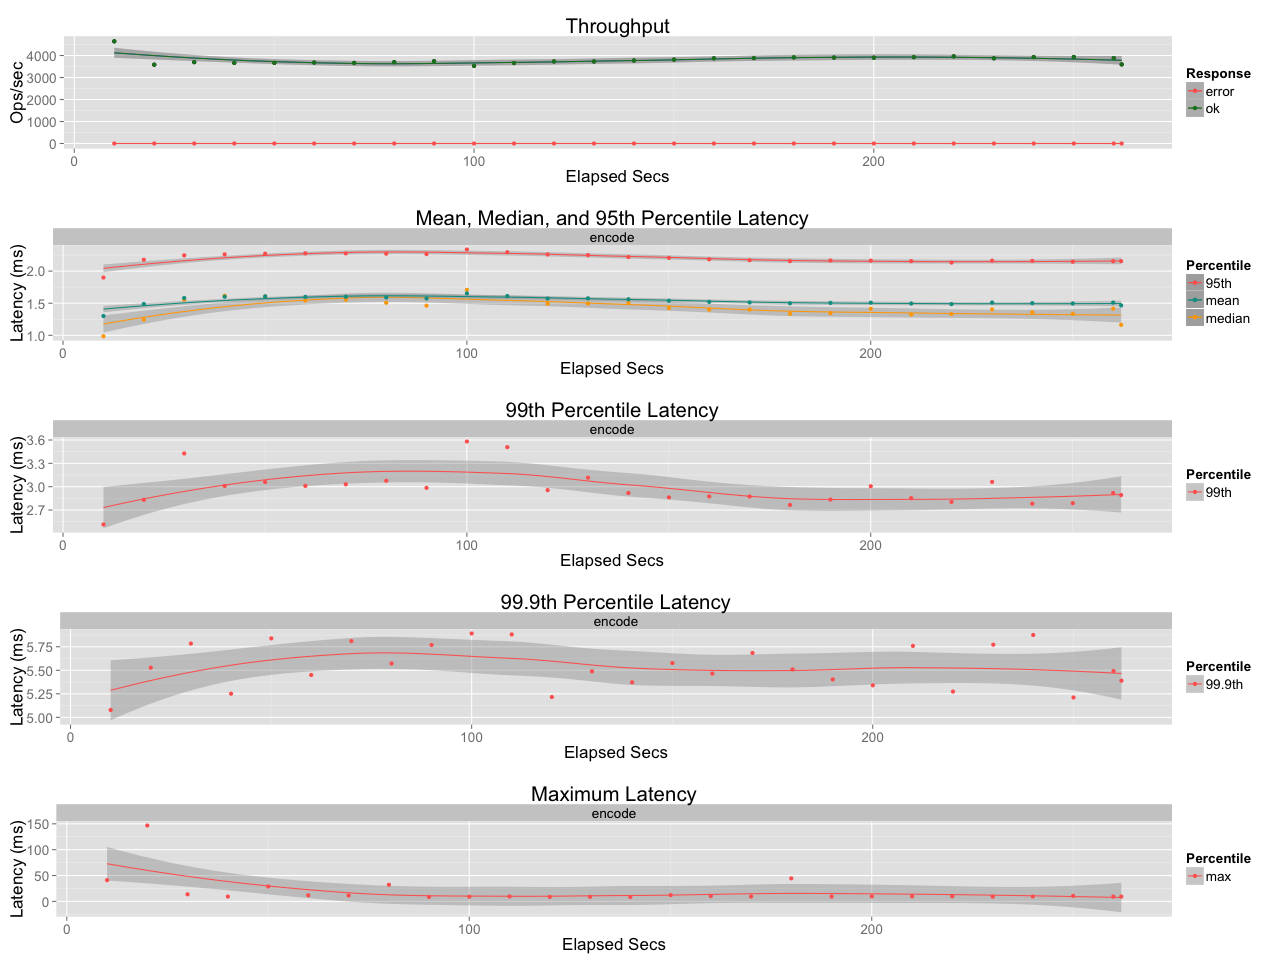 Throughput
4000
3000
2000
1000
0
Ops/sec
0 100 200
Elapsed Secs
Response
error
ok
Mean, Median, and 95th Percentile Latency
encode
2.0
1.5
1.0
Latency (ms)
0 100 200
Elapsed Secs
Percentile
95th
mean
median
99th Percentile Latency
encode
3.6
3.3
3.0
2.7
Latency (ms)
0 100 200
Elapsed Secs
Percentile
99th
99.9th Percentile Latency
encode
5.75
5.50
5.25
5.00
Latency (ms)
0 100 200
Elapsed Secs
Percentile
99.9th
Maximum Latency
encode
150
100
50
0
Latency (ms)
0 100 200
Elapsed Secs
Percentile
max